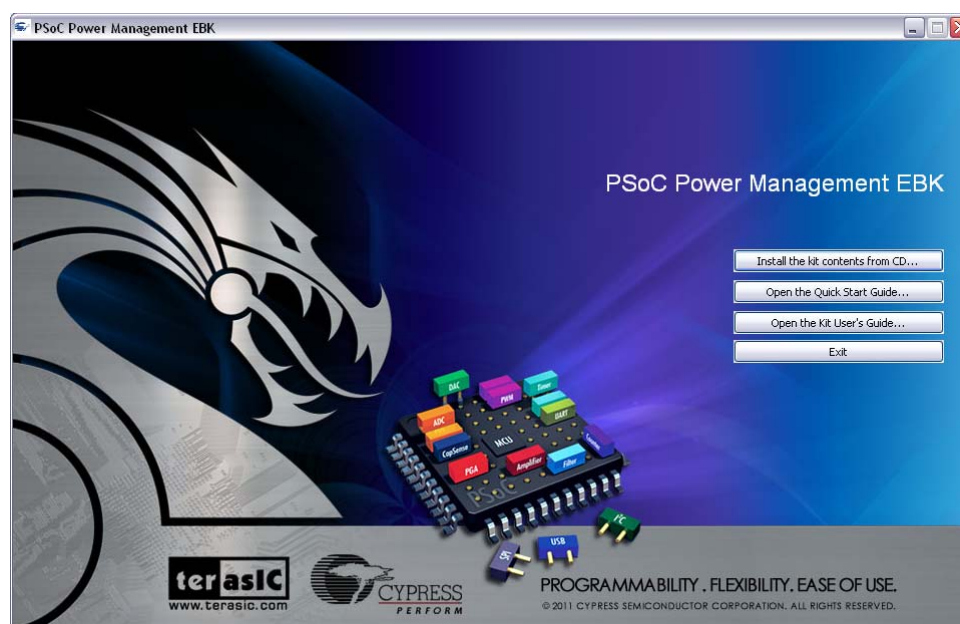 PSoC Power Management EBK
PSoC Power Management EBK
Install the kit contents from CD...
Open the Quick Start Guide...
Open the Kit User's Guide...
Exit
DAC
PWM
Timer
ADC
UART
CapSense
MCU
PGA
Amplifier
Filter
PSoC
I²C
USB
terasIC
www.terasic.com
CYPRESS
PERFORM
PROGRAMMABILITY . FLEXIBILITY. EASE OF USE.
© 2011 CYPRESS SEMICONDUCTOR CORPORATION. ALL RIGHTS RESERVED.